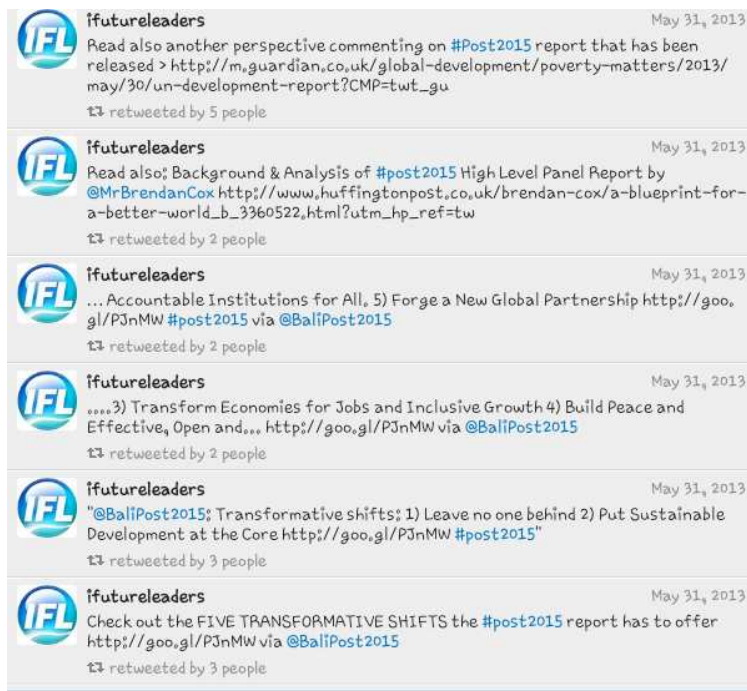 IFL
ifutureleaders May 31, 2013
Read also another perspective commenting on #Post2015 report that has been
released > http://m.guardian.co.uk/global-development/poverty-matters/2013/
may/30/un-development-report?CMP=twt_gu
retweeted by 5 people
IFL
ifutureleaders May 31, 2013
Read also: Background & Analysis of #post2015 High Level Panel Report by
@MrBrendanCox http://www.huffingtonpost.co.uk/brendan-cox/a-blueprint-for-
a-better-world_b_3360522.html?utm_hp_ref=tw
retweeted by 2 people
IFL
ifutureleaders May 31, 2013
... Accountable Institutions for All. 5) Forge a New Global Partnership http://goo.
gl/PJnMW #post2015 via @BaliPost2015
retweeted by 2 people
IFL
ifutureleaders May 31, 2013
....3) Transform Economies for Jobs and Inclusive Growth 4) Build Peace and
Effective, Open and... http://goo.gl/PJnMW via @BaliPost2015
retweeted by 2 people
IFL
ifutureleaders May 31, 2013
"@BaliPost2015: Transformative shifts: 1) Leave no one behind 2) Put Sustainable
Development at the Core http://goo.gl/PJnMW #post2015"
retweeted by 3 people
IFL
ifutureleaders May 31, 2013
Check out the FIVE TRANSFORMATIVE SHIFTS the #post2015 report has to offer
http://goo.gl/PJnMW via @BaliPost2015
retweeted by 3 people